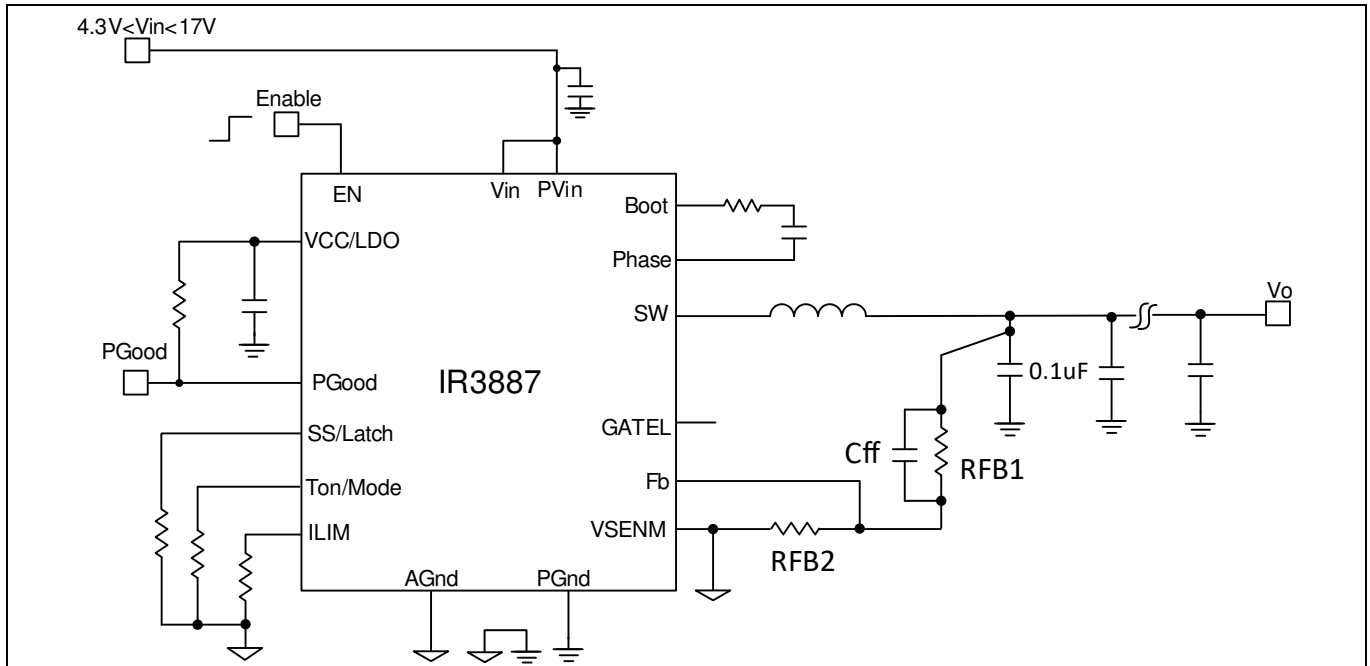 4.3V<Vin<17V
Enable
EN
Vin PVin
Boot
VCC/LDO
Phase
SW
Vo
PGood
PGood
IR3887
0.1uF
GATEL
SS/Latch
Cff
RFB1
Ton/Mode
Fb
ILIM
VSENM
RFB2
AGnd
PGnd